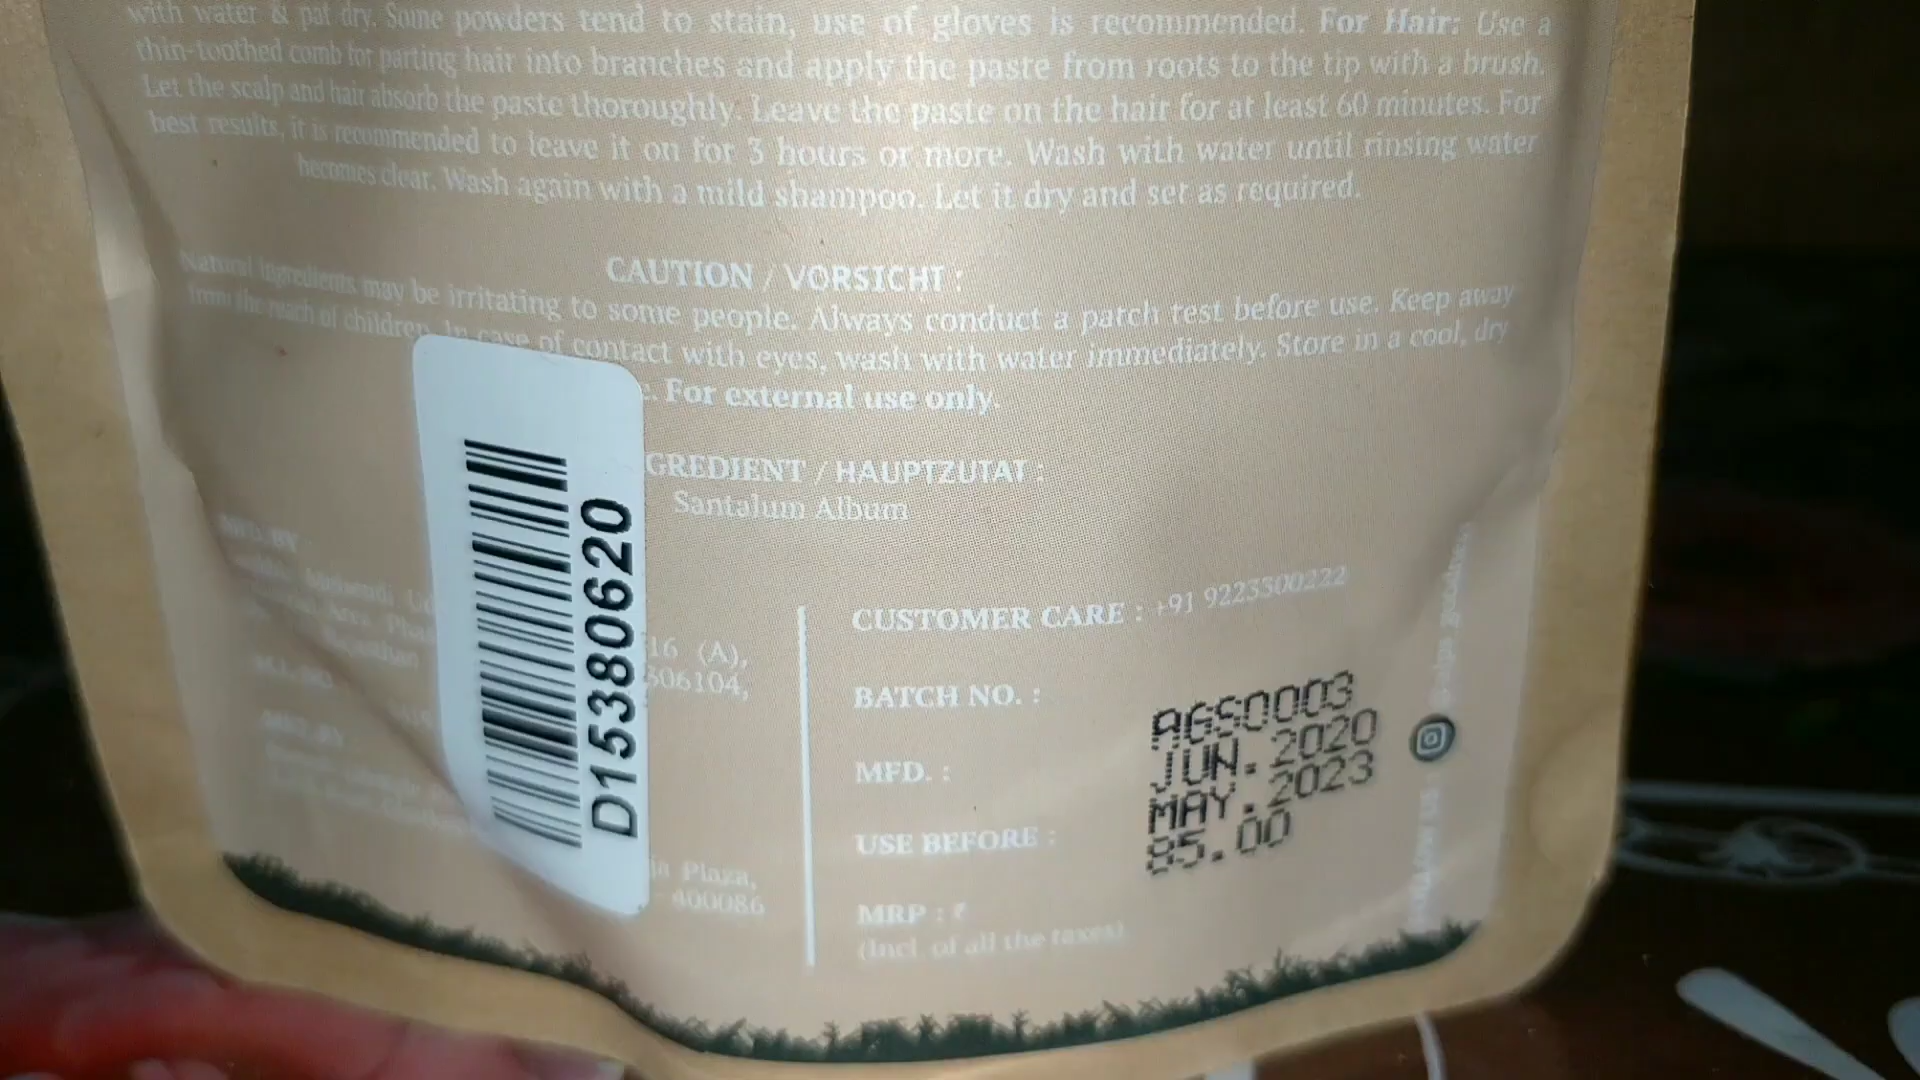 with water & pat dry. Some powders tend to stain, use of gloves is recommended. For Hair: Use a
thin-toothed comb for parting hair into branches and apply the paste from roots to the tip with a brush.
Let the scalp and hair absorb the paste thoroughly. Leave the paste on the hair for at least 60 minutes. For
best results, it is recommended to leave it on for 3 hours or more. Wash with water until rinsing water
becomes clear. Wash again with a mild shampoo. Let it dry and set as required.
CAUTION / VORSICHT :
Natural ingredients may be irritating to some people. Always conduct a patch test before use. Keep away
from the reach of children. In case of contact with eyes, wash with water immediately. Store in a cool, dry
For external use only.
GREDIENT / HAUPTZUTAT :
Santalum Album
MFD. BY
16 (A),
306104,
ja Plaza,
- 400086
D15380620
CUSTOMER CARE : +91 9223300222
BATCH NO. : A6S0003
MFD. : JUN. 2020
USE BEFORE : MAY. 2023
MRP : ₹ 85.00
(Incl. of all the taxes)